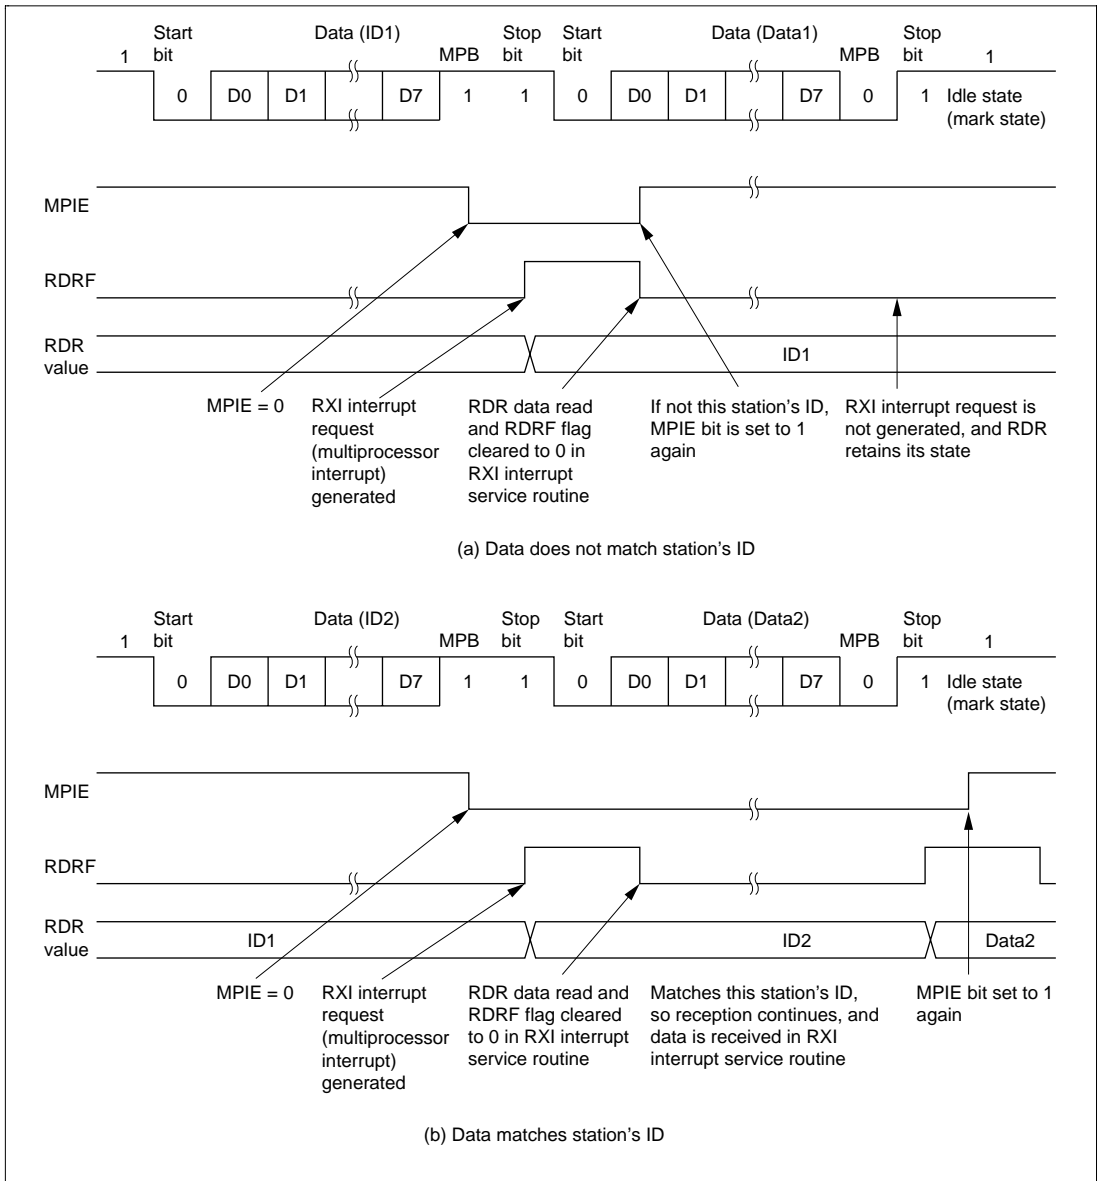 Start bit Data (ID1) MPB Stop bit Start bit Data (Data1) MPB Stop bit
1 1
0 D0 D1 D7 1 1 0 D0 D1 D7 0 1 Idle state (mark state)
MPIE
RDRF
RDR value
ID1
MPIE = 0
RXI interrupt
request
(multiprocessor
interrupt)
generated
RDR data read
and RDRF flag
cleared to 0 in
RXI interrupt
service routine
If not this station's ID,
MPIE bit is set to 1
again
RXI interrupt request is
not generated, and RDR
retains its state
(a) Data does not match station's ID
Start bit Data (ID2) MPB Stop bit Start bit Data (Data2) MPB Stop bit
1 1
0 D0 D1 D7 1 1 0 D0 D1 D7 0 1 Idle state (mark state)
MPIE
RDRF
RDR value
ID1 ID2 Data2
MPIE = 0
RXI interrupt
request
(multiprocessor
interrupt)
generated
RDR data read and
RDRF flag cleared
to 0 in RXI interrupt
service routine
Matches this station's ID,
so reception continues, and
data is received in RXI
interrupt service routine
MPIE bit set to 1
again
(b) Data matches station's ID